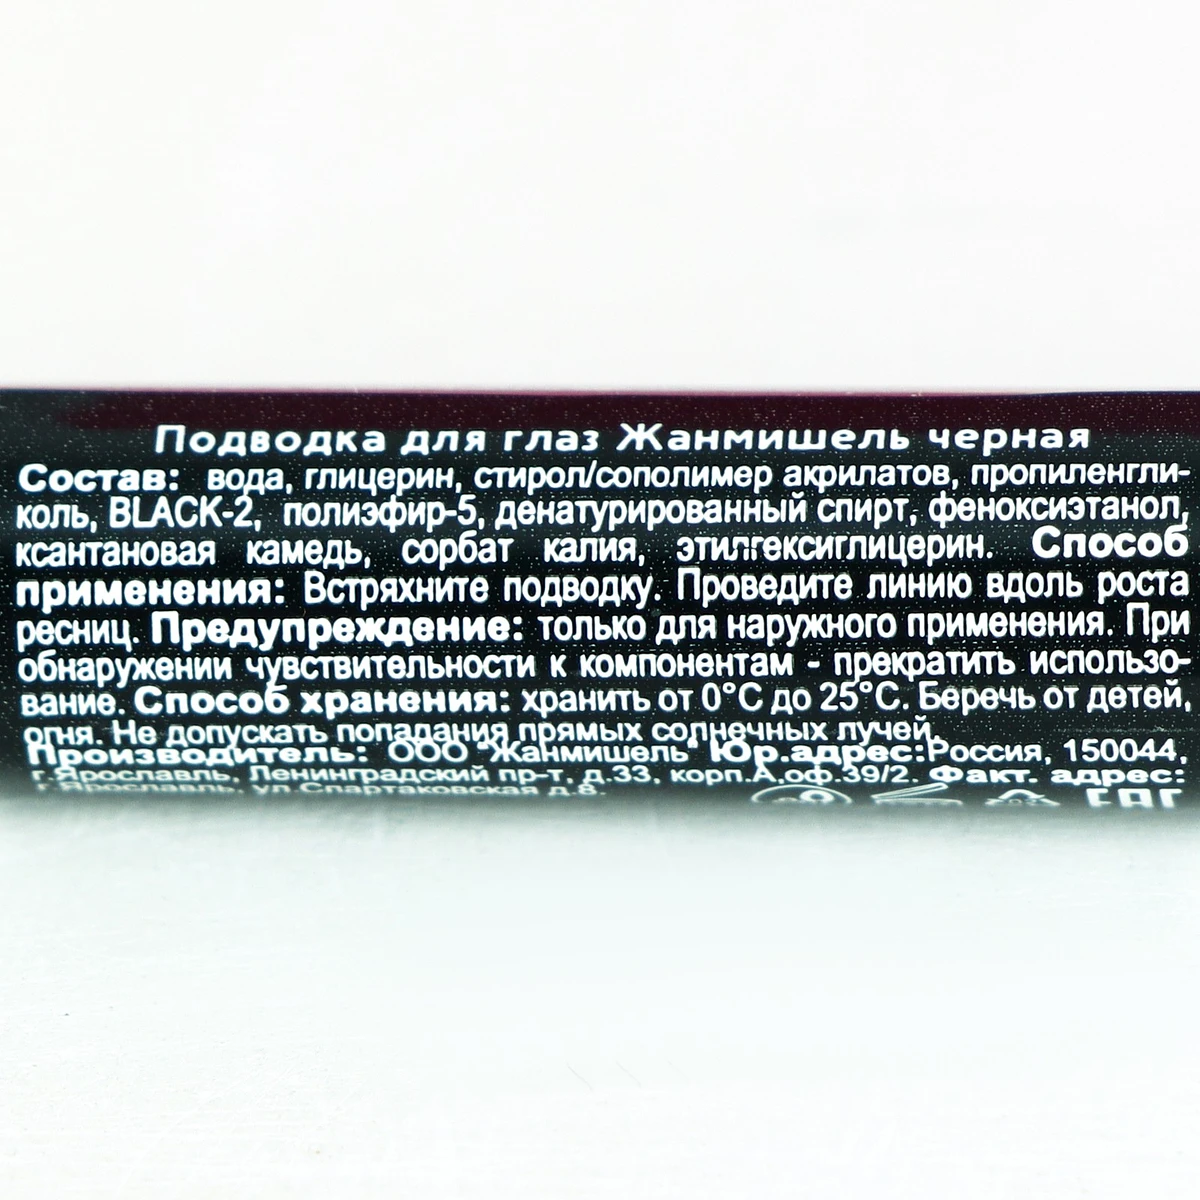 Подводка для глаз Жанмишель черная
Состав: вода, глицерин, стирол/сополимер акрилатов, пропиленгли-
коль, BLACK-2, полиэфир-5, денатурированный спирт, феноксиэтанол,
ксантановая камедь, сорбат калия, этилгексиглицерин. Способ
применения: Встряхните подводку. Проведите линию вдоль роста
ресниц. Предупреждение: только для наружного применения. При
обнаружении чувствительности к компонентам - прекратить использо-
вание. Способ хранения: хранить от 0°С до 25°С. Беречь от детей,
огня. Не допускать попадания прямых солнечных лучей.
Производитель: ООО "Жанмишель" Юр.адрес:Россия, 150044,
г.Ярославль, Ленинградский пр-т, д.33, корп.А,оф.39/2. Факт. адрес:
г.Ярославль, ул.Спартаковская д.8.
EAC